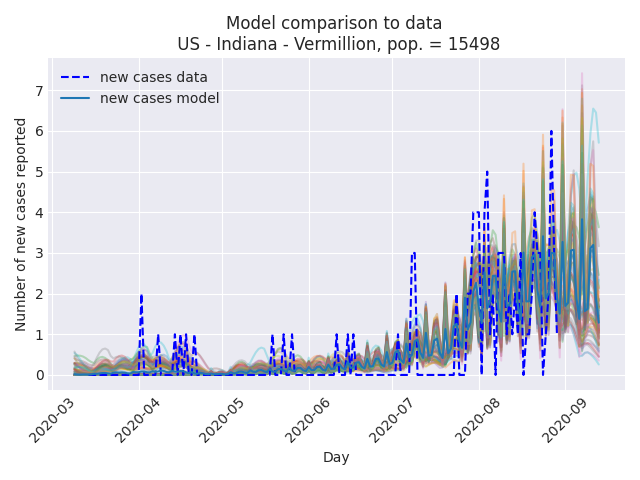 Model comparison to data
US - Indiana - Vermillion, pop. = 15498
new cases data
new cases model
Number of new cases reported
7
6
5
4
3
2
1
0
2020-03
2020-04
2020-05
2020-06
2020-07
2020-08
2020-09
Day